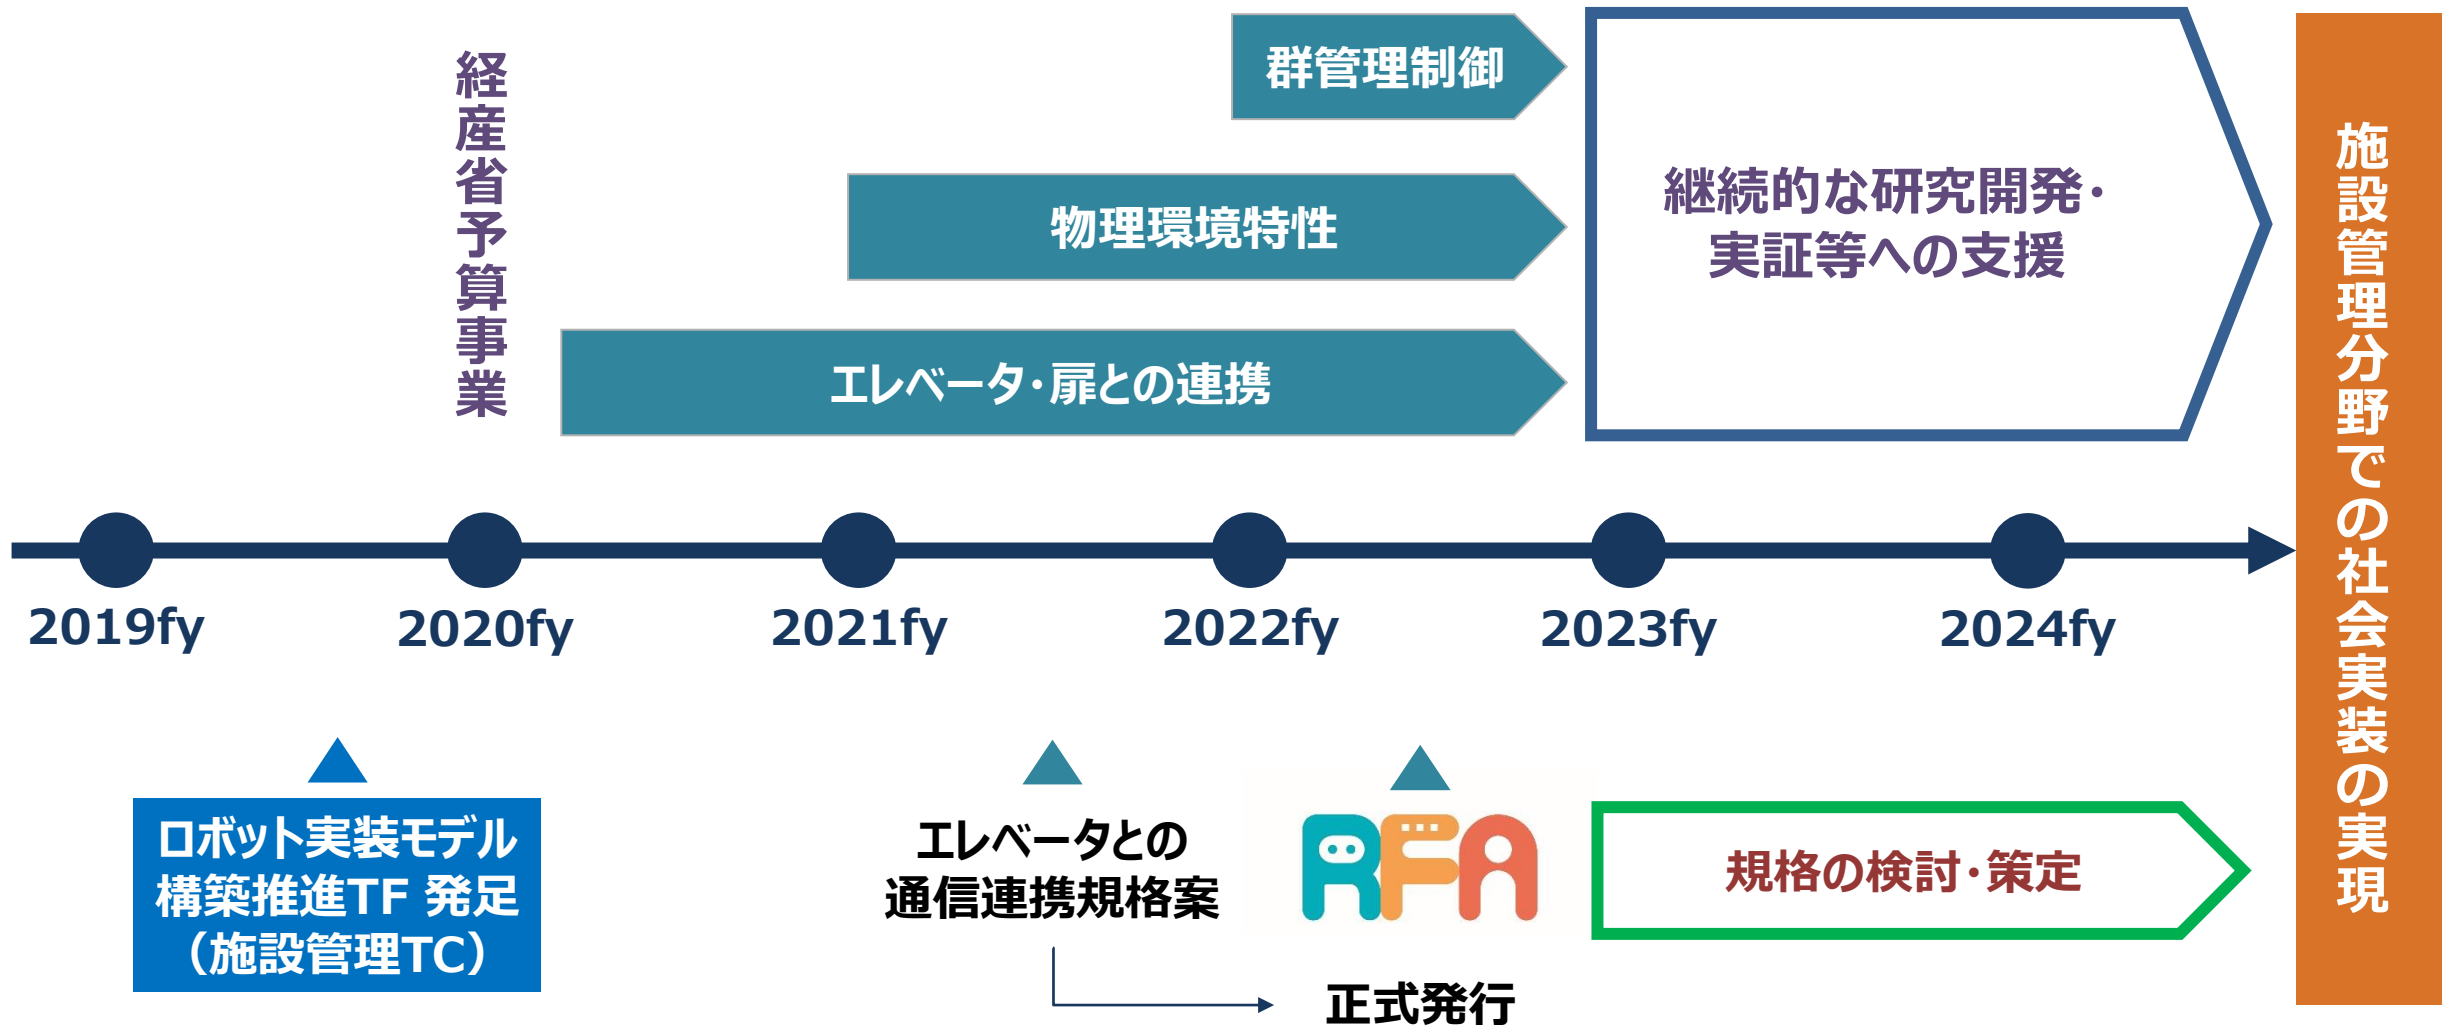 経産省予算事業
群管理制御
物理環境特性
エレベータ・扉との連携
継続的な研究開発・
実証等への支援
施設管理分野での社会実装の実現
2019fy
2020fy
2021fy
2022fy
2023fy
2024fy
ロボット実装モデル
構築推進TF 発足
（施設管理TC）
エレベータとの
通信連携規格案
RFA
正式発行
規格の検討・策定